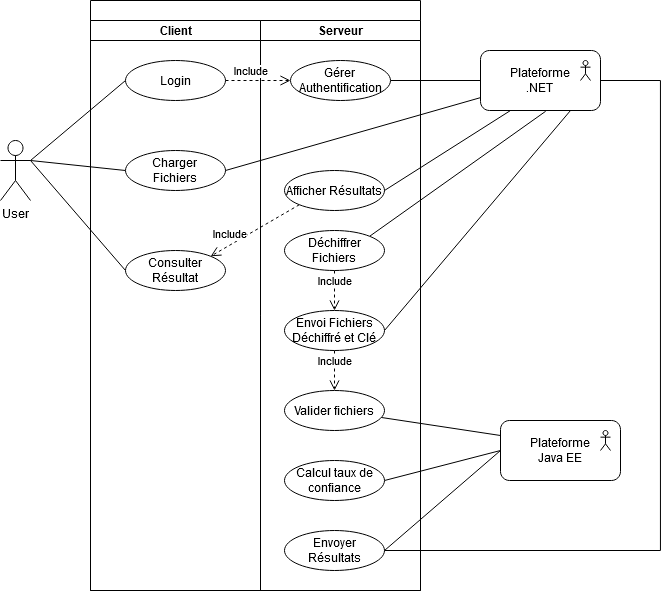 Client
Serveur
Login
Include
Gérer
Authentification
Plateforme
.NET
Charger
Fichiers
User
Afficher Résultats
Include
Consulter
Résultat
Déchiffrer
Fichiers
Include
Envoi Fichiers
Déchiffré et Clé
Include
Valider fichiers
Plateforme
Java EE
Calcul taux de
confiance
Envoyer
Résultats